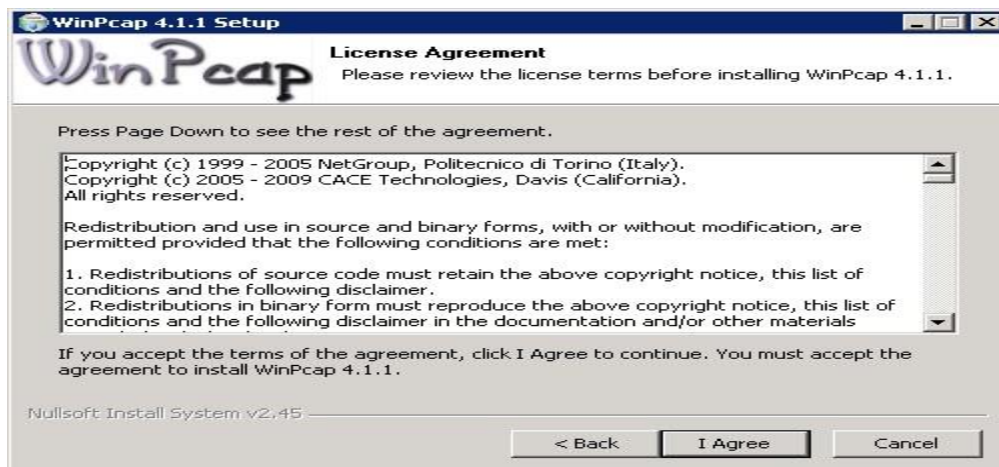 WinPcap 4.1.1 Setup
WinPcap
License Agreement
Please review the license terms before installing WinPcap 4.1.1.
Press Page Down to see the rest of the agreement.
Copyright (c) 1999 - 2005 NetGroup, Politecnico di Torino (Italy).
Copyright (c) 2005 - 2009 CACE Technologies, Davis (California).
All rights reserved.
Redistribution and use in source and binary forms, with or without modification, are
permitted provided that the following conditions are met:
1. Redistributions of source code must retain the above copyright notice, this list of
conditions and the following disclaimer.
2. Redistributions in binary form must reproduce the above copyright notice, this list of
conditions and the following disclaimer in the documentation and/or other materials
If you accept the terms of the agreement, click I Agree to continue. You must accept the
agreement to install WinPcap 4.1.1.
Nullsoft Install System v2.45
< Back
I Agree
Cancel